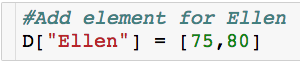 #Add element for Ellen
D["Ellen"] = [75,80]